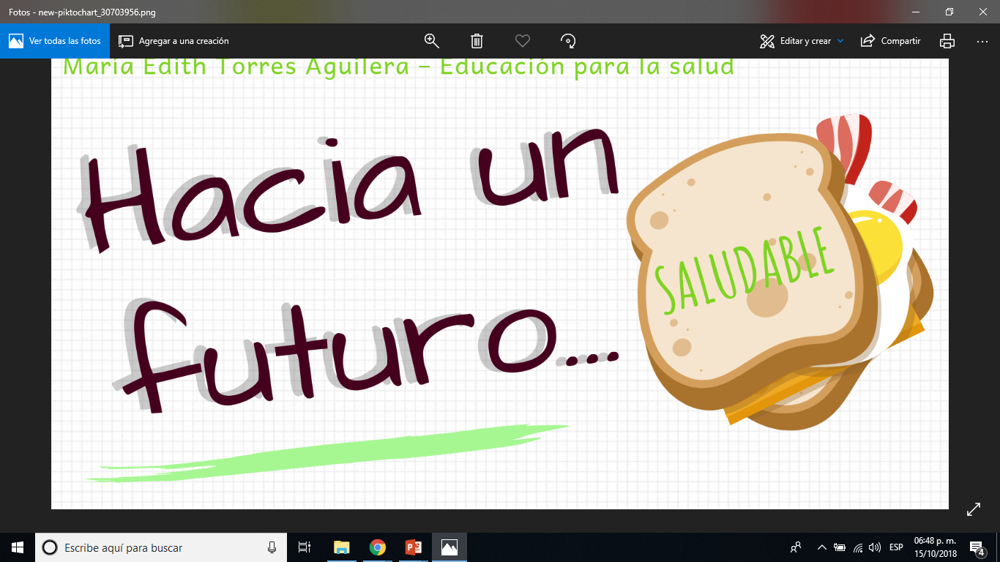 Fotos - new-piktochart_30703956.png
Ver todas las fotos
Agregar a una creación
Editar y crear
Compartir
María Edith Torres Aguilera – Educación para la salud
Hacia un
futuro....
SALUDABLE
Escribe aquí para buscar
ESP
06:48 p. m.
15/10/2018
4